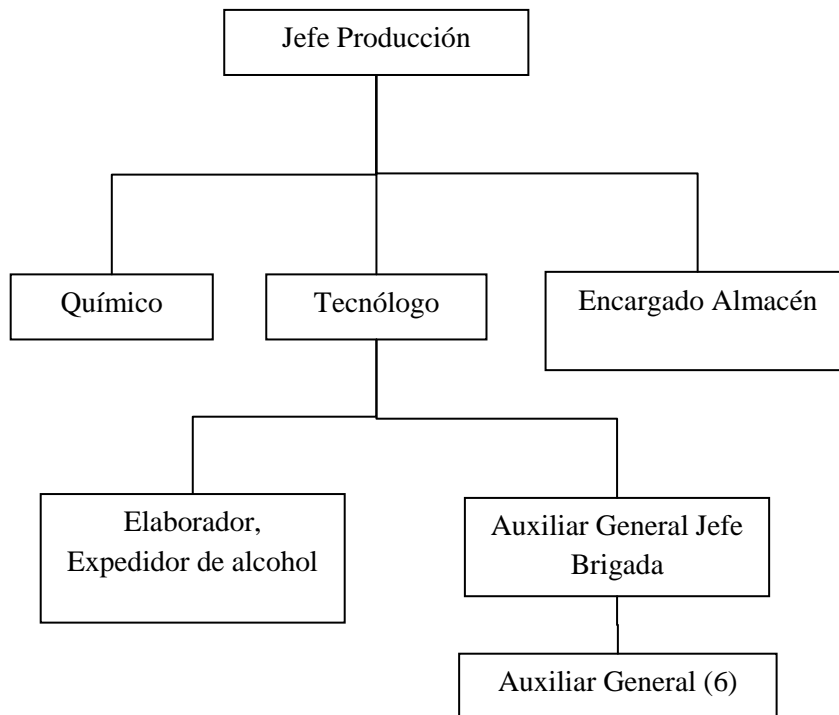 Jefe Producción
Químico
Tecnólogo
Encargado Almacén
Elaborador,
Expedidor de alcohol
Auxiliar General Jefe
Brigada
Auxiliar General (6)